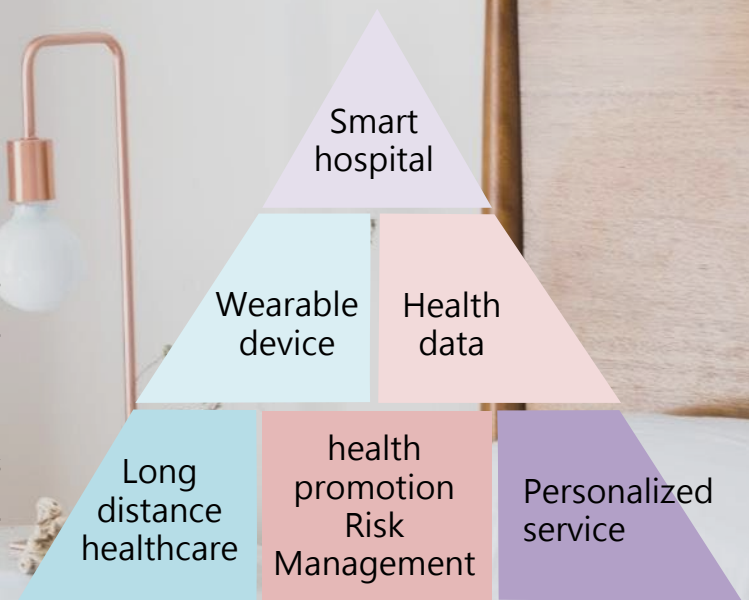 Smart
hospital
Wearable
device
Health
data
Long
distance
healthcare
health
promotion
Risk
Management
Personalized
service